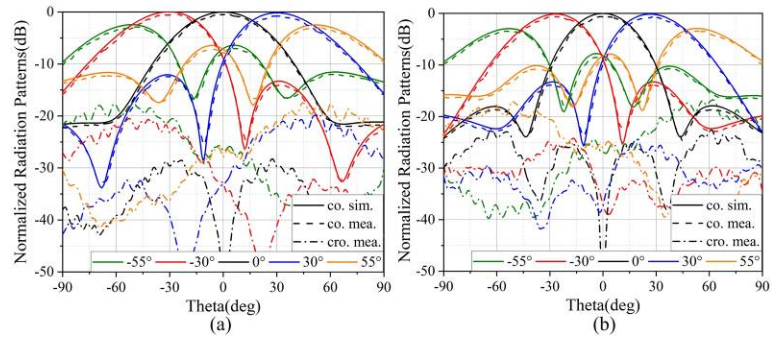 Normalized Radiation Patterns(dB)
0
-10
-20
-30
-40
-50
co. sim.
co. mea.
cro. mea.
-55° -30° 0° 30° 55°
-90 -60 -30 0 30 60 90
Theta(deg)
(a)
Normalized Radiation Patterns(dB)
0
-10
-20
-30
-40
-50
co. sim.
co. mea.
cro. mea.
-55° -30° 0° 30° 55°
-90 -60 -30 0 30 60 90
Theta(deg)
(b)